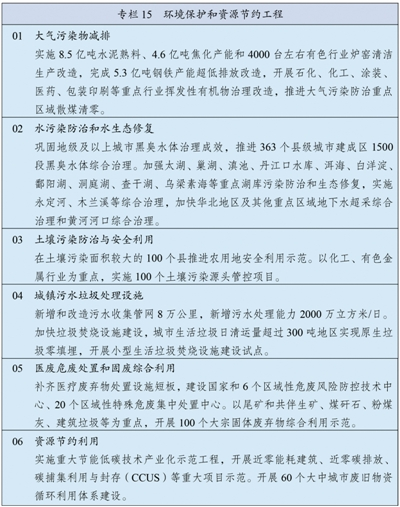 专栏 15 环境保护和资源节约工程
01 大气污染物减排
实施 8.5 亿吨水泥熟料、4.6 亿吨焦化产能和 4000 台左右有色行业炉窑清洁
生产改造，完成 5.3 亿吨钢铁产能超低排放改造，开展石化、化工、涂装、
医药、包装印刷等重点行业挥发性有机物治理改造，推进大气污染防治重点
区域散煤清零。
02 水污染防治和水生态修复
巩固地级及以上城市黑臭水体治理成效，推进 363 个县级城市建成区 1500
段黑臭水体综合治理。加强太湖、巢湖、滇池、丹江口水库、洱海、白洋淀、
鄱阳湖、洞庭湖、查干湖、乌梁素海等重点湖库污染防治和生态修复，实施
永定河、木兰溪等综合治理，加快华北地区及其他重点区域地下水超采综合
治理和黄河河口综合治理。
03 土壤污染防治与安全利用
在土壤污染面积较大的 100 个县推进农用地安全利用示范。以化工、有色金
属行业为重点，实施 100 个土壤污染源头管控项目。
04 城镇污水垃圾处理设施
新增和改造污水收集管网 8 万公里，新增污水处理能力 2000 万立方米/日。
加快垃圾焚烧设施建设，城市生活垃圾日清运量超过 300 吨地区实现原生垃
圾零填埋，开展小型生活垃圾焚烧设施建设试点。
05 医废危废处置和固废综合利用
补齐医疗废弃物处置设施短板，建设国家和 6 个区域性危废风险防控技术中
心、20 个区域性特殊危废集中处置中心。以尾矿和共伴生矿、煤矸石、粉煤
灰、建筑垃圾等为重点，开展 100 个大宗固体废弃物综合利用示范。
06 资源节约利用
实施重大节能低碳技术产业化示范工程，开展近零能耗建筑、近零碳排放、
碳捕集利用与封存（CCUS）等重大项目示范。开展 60 个大中城市废旧物资
循环利用体系建设。